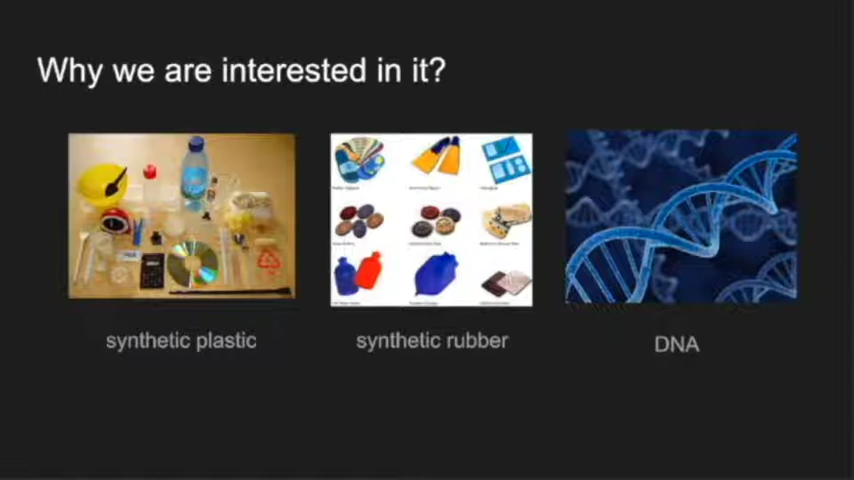 Why we are interested in it?
synthetic plastic
synthetic rubber
DNA